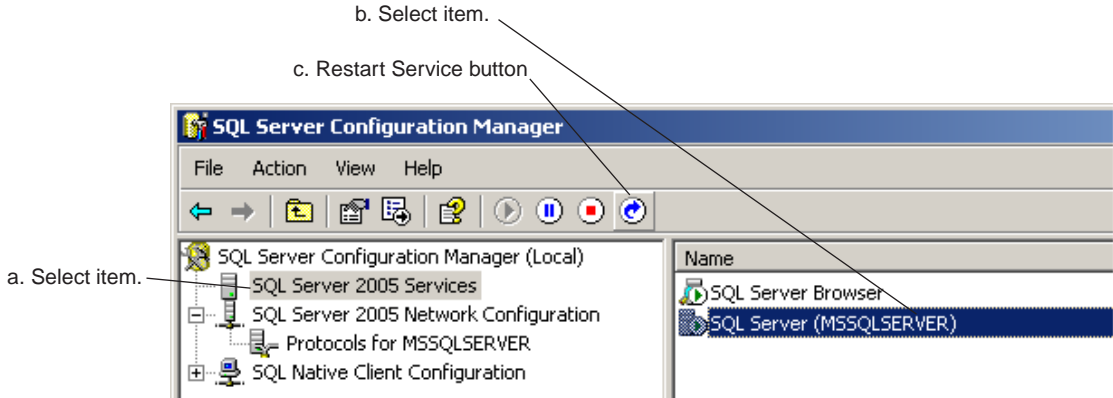 b. Select item.
c. Restart Service button
SQL Server Configuration Manager
File Action View Help
a. Select item.
SQL Server Configuration Manager (Local)
SQL Server 2005 Services
SQL Server 2005 Network Configuration
Protocols for MSSQLSERVER
SQL Native Client Configuration
Name
SQL Server Browser
SQL Server (MSSQLSERVER)